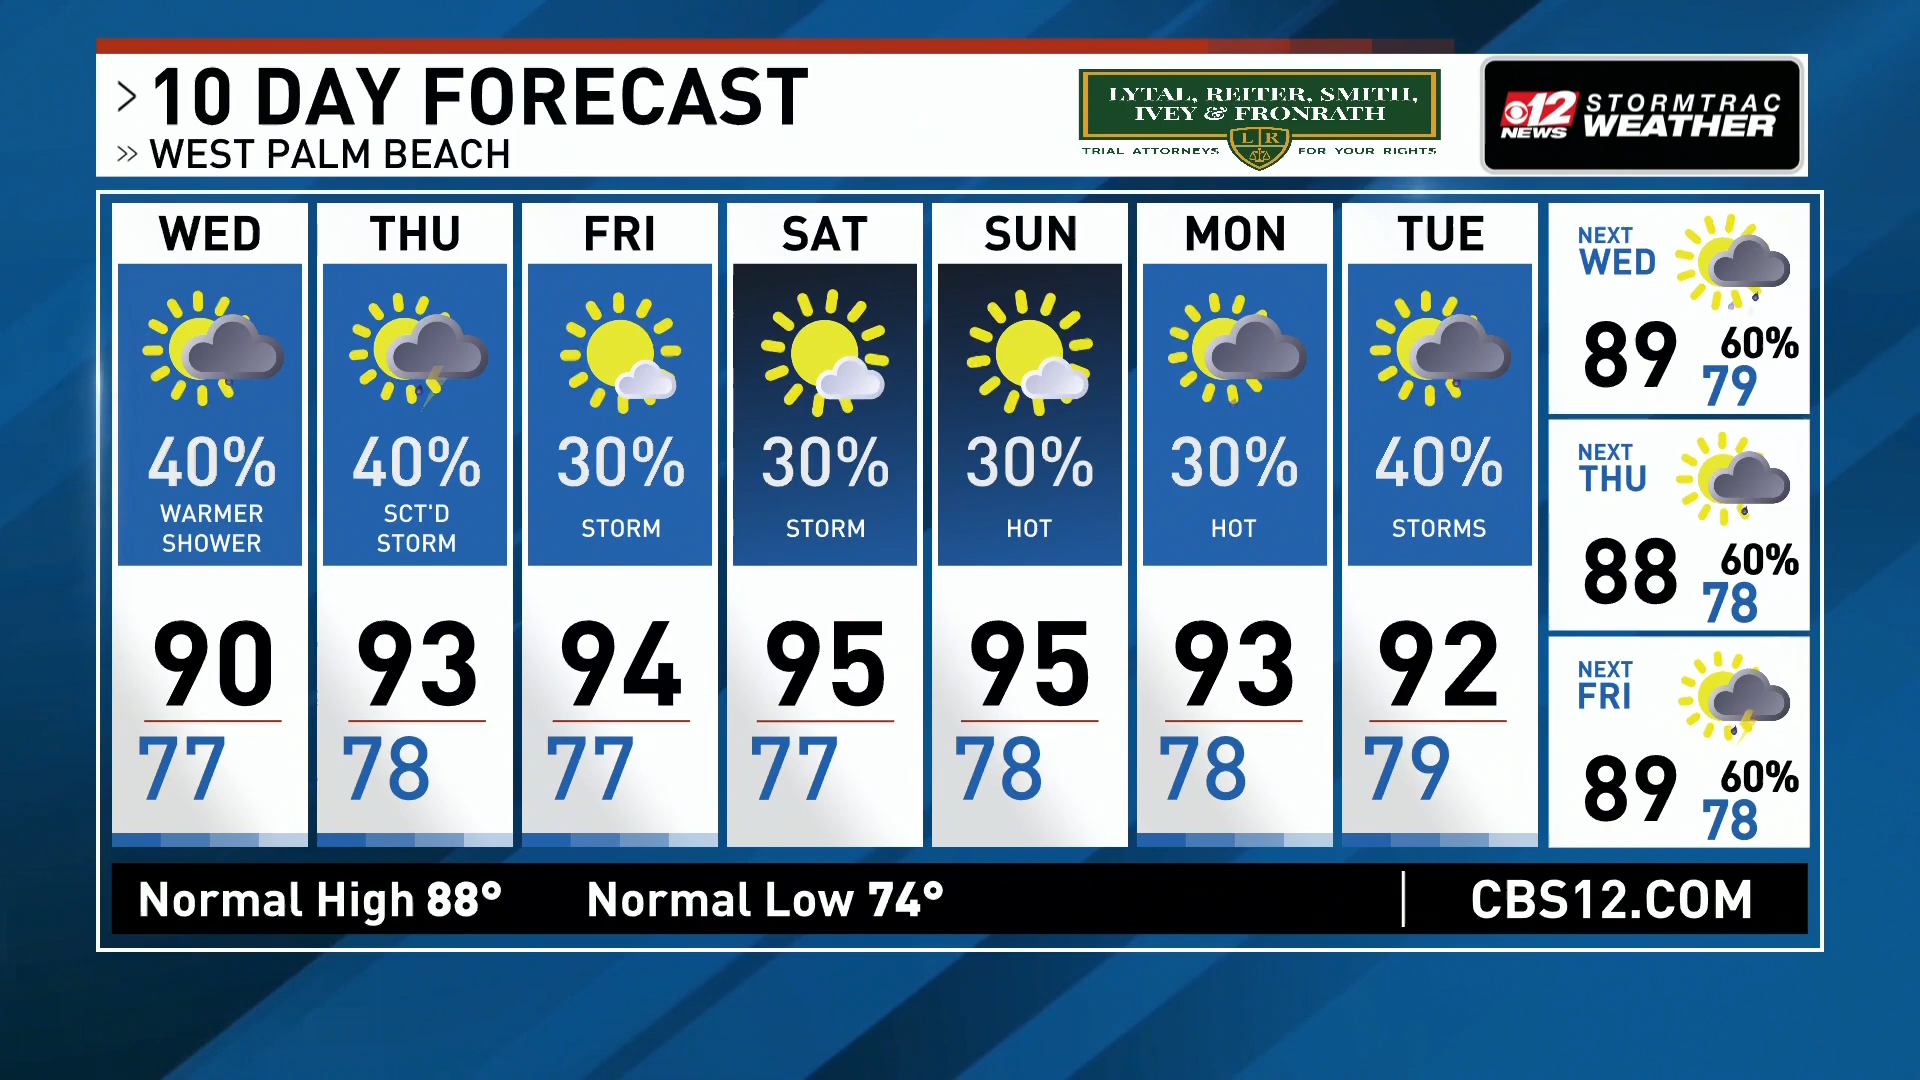 > 10 DAY FORECAST
» WEST PALM BEACH
LYTAL, REITER, SMITH,
IVEY & FRONRATH
L R
TRIAL ATTORNEYS FOR YOUR RIGHTS
12
NEWS
STORMTRAC
WEATHER
WED
40%
WARMER
SHOWER
90
77
THU
40%
SCT'D
STORM
93
78
FRI
30%
STORM
94
77
SAT
30%
STORM
95
77
SUN
30%
HOT
95
78
MON
30%
HOT
93
78
TUE
40%
STORMS
92
79
NEXT
WED
89 60%
79
NEXT
THU
88 60%
78
NEXT
FRI
89 60%
78
Normal High 88° Normal Low 74° | CBS12.COM